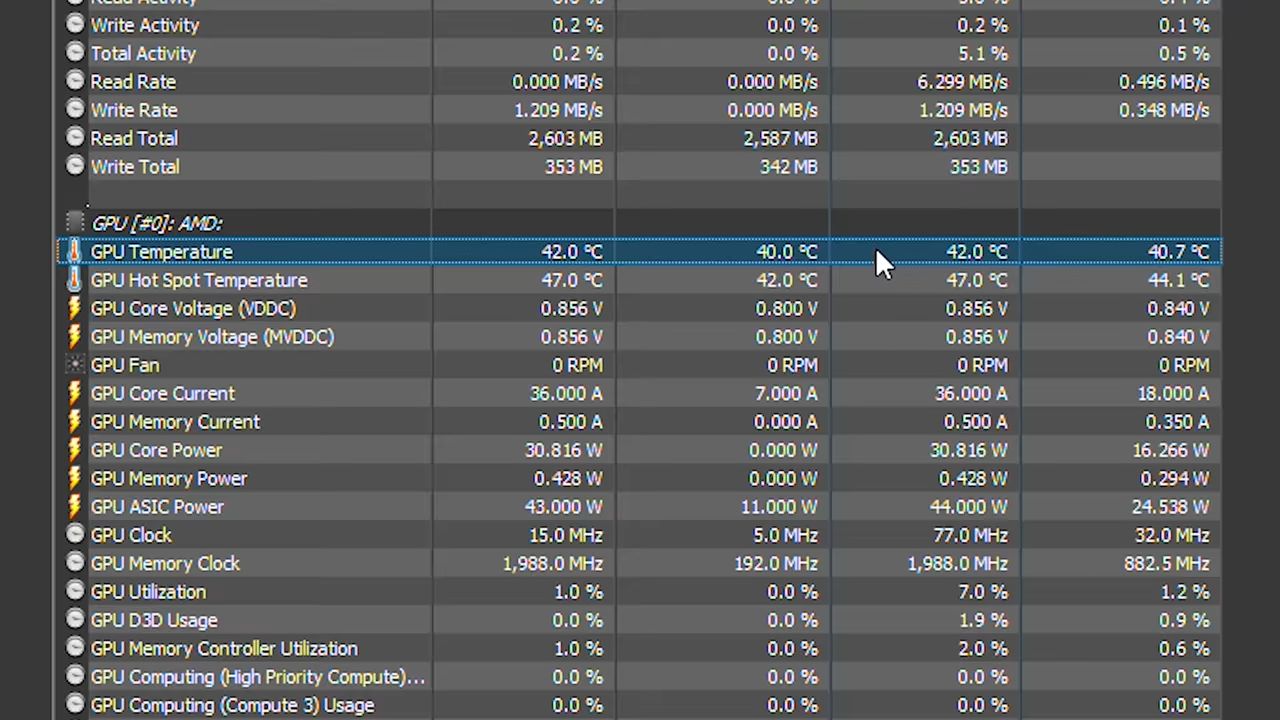 Write Activity 0.2 % 0.0 % 0.2 % 0.1 %
Total Activity 0.2 % 0.0 % 5.1 % 0.5 %
Read Rate 0.000 MB/s 0.000 MB/s 6.299 MB/s 0.496 MB/s
Write Rate 1.209 MB/s 0.000 MB/s 1.209 MB/s 0.348 MB/s
Read Total 2,603 MB 2,587 MB 2,603 MB
Write Total 353 MB 342 MB 353 MB
GPU [#0]: AMD:
GPU Temperature 42.0 °C 40.0 °C 42.0 °C 40.7 °C
GPU Hot Spot Temperature 47.0 °C 42.0 °C 47.0 °C 44.1 °C
GPU Core Voltage (VDDC) 0.856 V 0.800 V 0.856 V 0.840 V
GPU Memory Voltage (MVDDC) 0.856 V 0.800 V 0.856 V 0.840 V
GPU Fan 0 RPM 0 RPM 0 RPM 0 RPM
GPU Core Current 36.000 A 7.000 A 36.000 A 18.000 A
GPU Memory Current 0.500 A 0.000 A 0.500 A 0.350 A
GPU Core Power 30.816 W 0.000 W 30.816 W 16.266 W
GPU Memory Power 0.428 W 0.000 W 0.428 W 0.294 W
GPU ASIC Power 43.000 W 11.000 W 44.000 W 24.538 W
GPU Clock 15.0 MHz 5.0 MHz 77.0 MHz 32.0 MHz
GPU Memory Clock 1,988.0 MHz 192.0 MHz 1,988.0 MHz 882.5 MHz
GPU Utilization 1.0 % 0.0 % 7.0 % 1.2 %
GPU D3D Usage 0.0 % 0.0 % 1.9 % 0.9 %
GPU Memory Controller Utilization 1.0 % 0.0 % 2.0 % 0.6 %
GPU Computing (High Priority Compute)... 0.0 % 0.0 % 0.0 % 0.0 %
GPU Computing (Compute 3) Usage 0.0 % 0.0 % 0.0 % 0.0 %